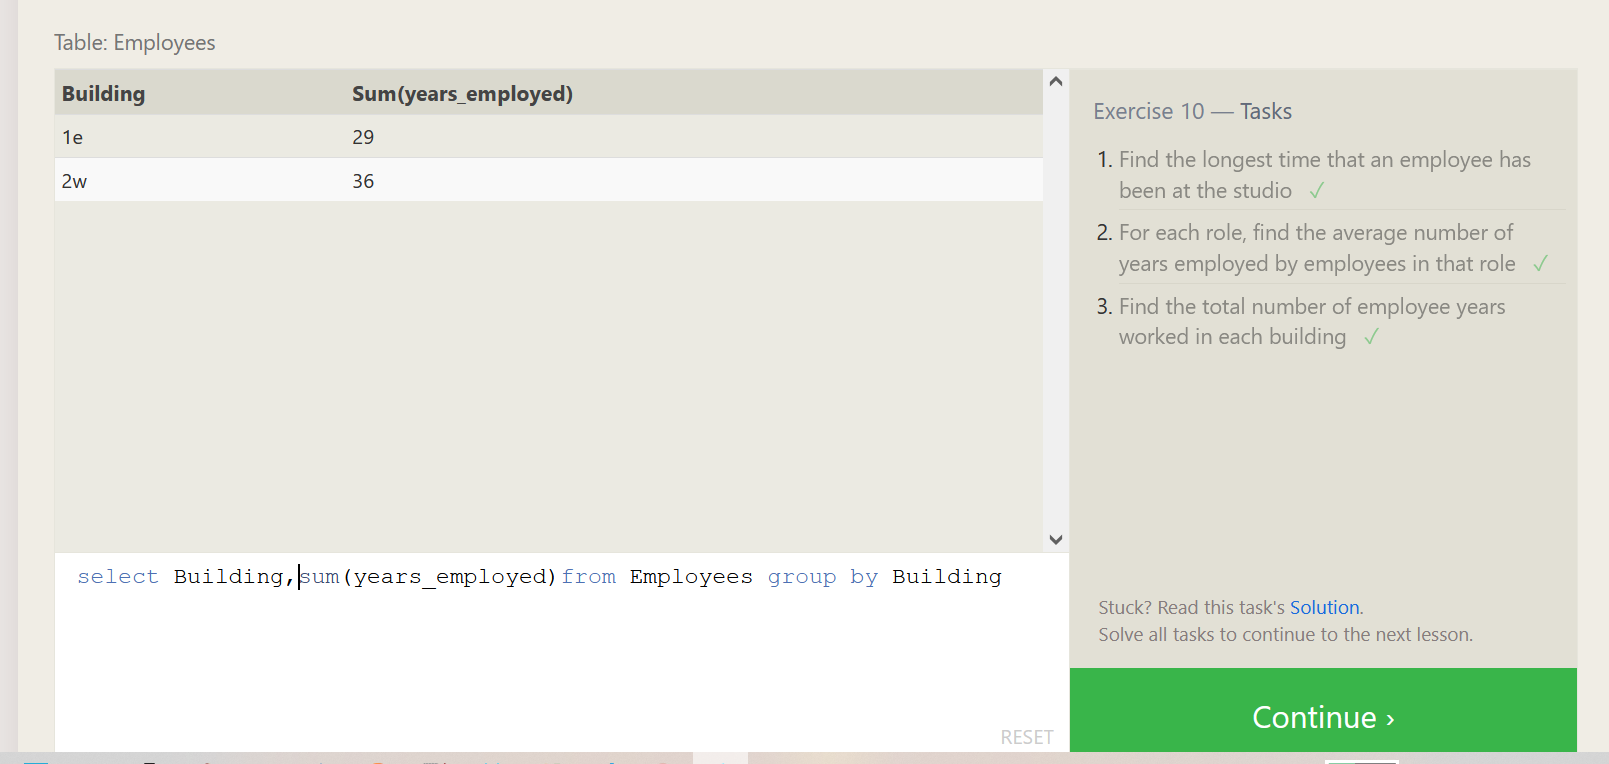 Table: Employees
Building Sum(years_employed)
1e 29
2w 36
select Building,sum(years_employed)from Employees group by Building
RESET
Exercise 10 — Tasks
1. Find the longest time that an employee has
been at the studio ✓
2. For each role, find the average number of
years employed by employees in that role ✓
3. Find the total number of employee years
worked in each building ✓
Stuck? Read this task's Solution.
Solve all tasks to continue to the next lesson.
Continue ›